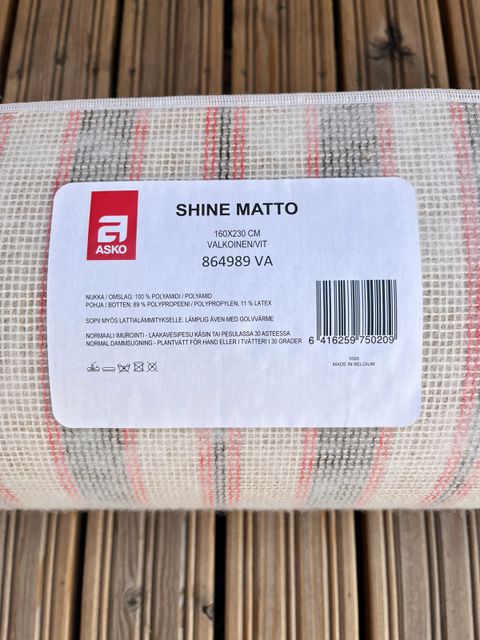 SHINE MATTO
160X230 CM
VALKOINEN/VIT
864989 VA
a
ASKO
NUKKA / OMSLAG: 100 % POLYAMIDI / POLYAMID
POHJA / BOTTEN: 89 % POLYPROPEENI / POLYPROPYLEN, 11 % LATEX
SOPII MYÖS LATTIALÄMMITYKSELLE. LÄMPLIG ÄVEN MED GOLVVÄRME
NORMAALI IMUROINTI - LAAKAVESIPESU KÄSIN TAI PESULASSA 30 ASTEESSA
NORMAL DAMMSUGNING - PLANTVÄTT FÖR HAND ELLER I TVÄTTERI I 30 GRADER
6 416259 750209
1095
MADE IN BELGIUM